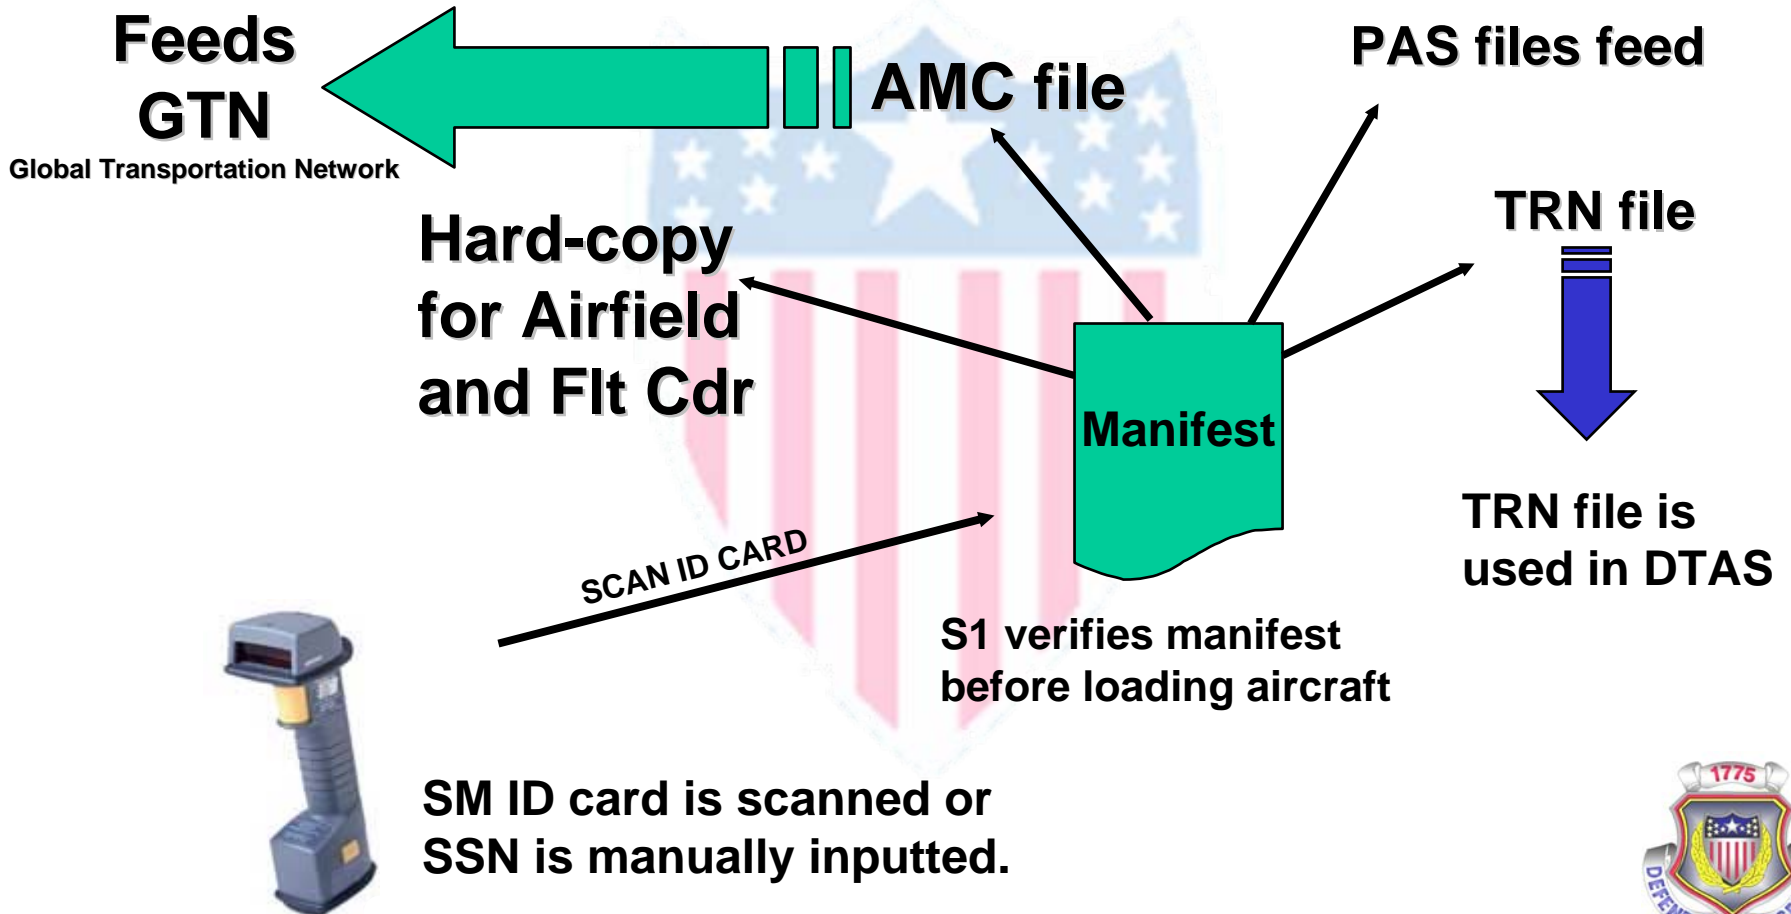 Feeds
GTN
Global Transportation Network
AMC file
PAS files feed
TRN file
Hard-copy
for Airfield
and Flt Cdr
Manifest
TRN file is
used in DTAS
SCAN ID CARD
S1 verifies manifest
before loading aircraft
SM ID card is scanned or
SSN is manually inputted.
1775